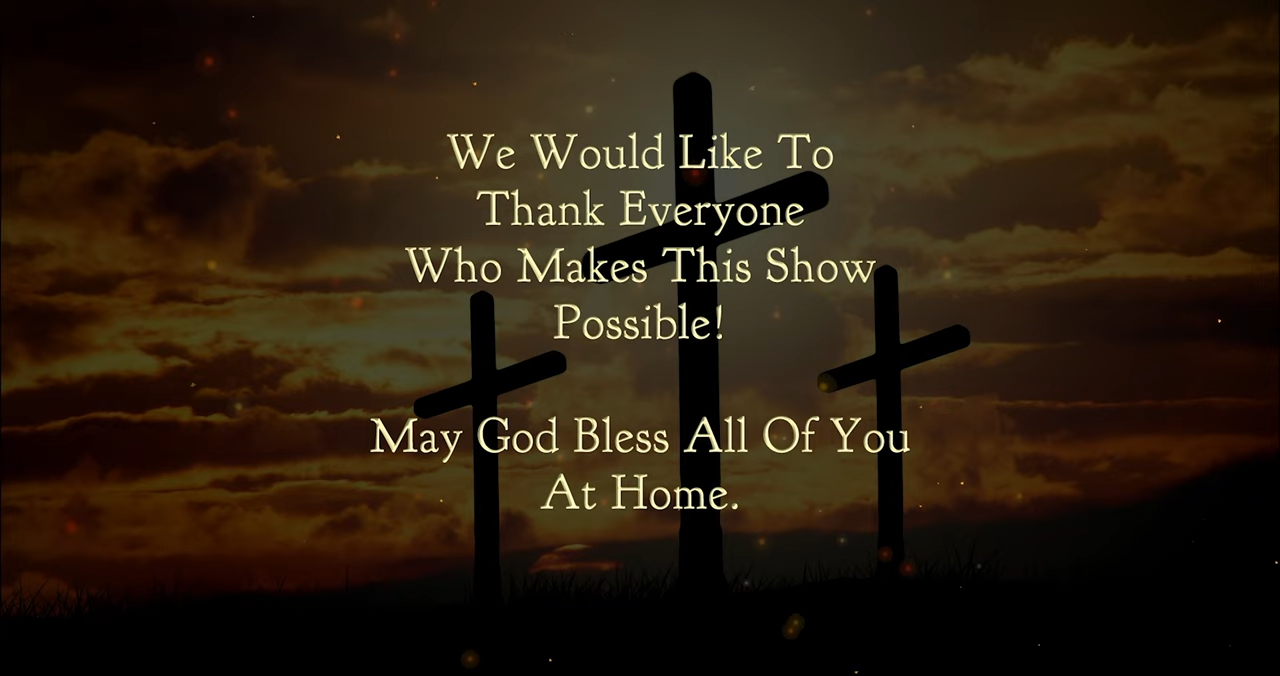 We Would Like To
Thank Everyone
Who Makes This Show
Possible!
May God Bless All Of You
At Home.